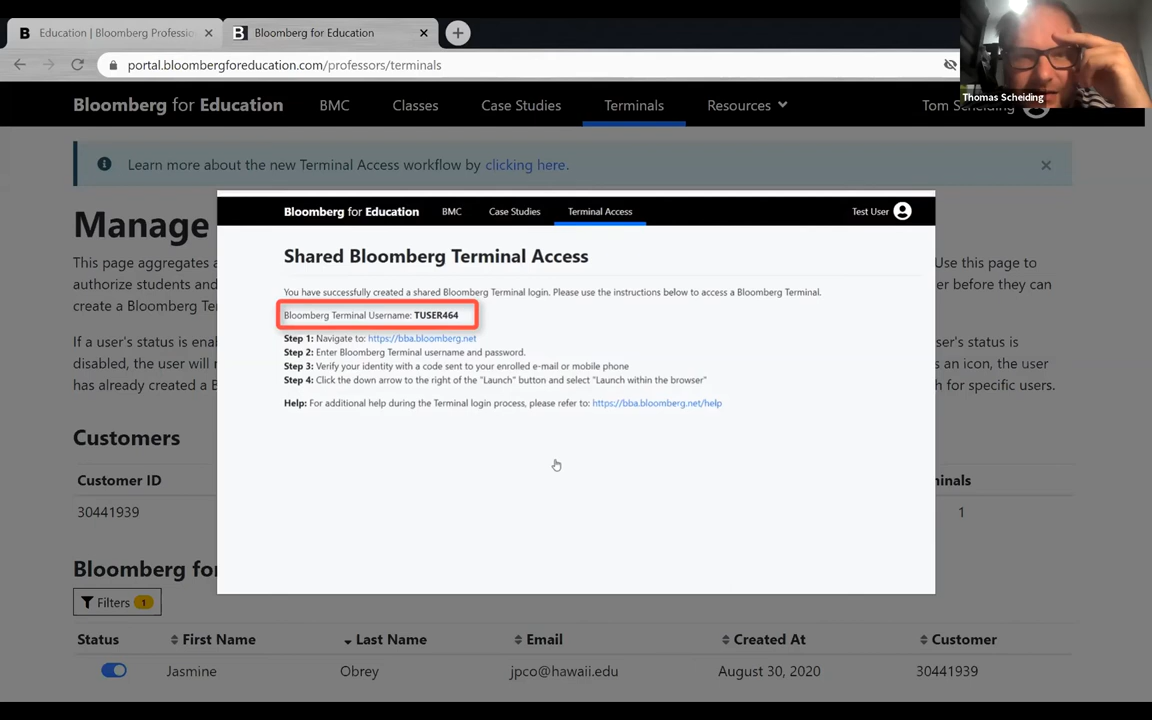 Education | Bloomberg Professio
Bloomberg for Education
portal.bloombergforeducation.com/professors/terminals
Thomas Scheiding
Bloomberg for Education
BMC
Classes
Case Studies
Terminals
Resources
Tom Scheiding
Learn more about the new Terminal Access workflow by clicking here.
Manage
This page aggregates a
Use this page to
authorize students and
er before they can
create a Bloomberg Te
If a user's status is ena
user's status is
disabled, the user will r
s an icon, the user
has already created a B
h for specific users.
Bloomberg for Education
BMC
Case Studies
Terminal Access
Test User
Shared Bloomberg Terminal Access
You have successfully created a shared Bloomberg Terminal login. Please use the instructions below to access a Bloomberg Terminal.
Bloomberg Terminal Username: TUSER464
Step 1: Navigate to: https://bba.bloomberg.net
Step 2: Enter Bloomberg Terminal username and password.
Step 3: Verify your identity with a code sent to your enrolled e-mail or mobile phone
Step 4: Click the down arrow to the right of the "Launch" button and select "Launch within the browser"
Help: For additional help during the Terminal login process, please refer to: https://bba.bloomberg.net/help
Customers
Customer ID
minals
30441939
1
Bloomberg fo
Filters 1
Status First Name Last Name Email Created At Customer
Jasmine Obrey jpco@hawaii.edu August 30, 2020 30441939